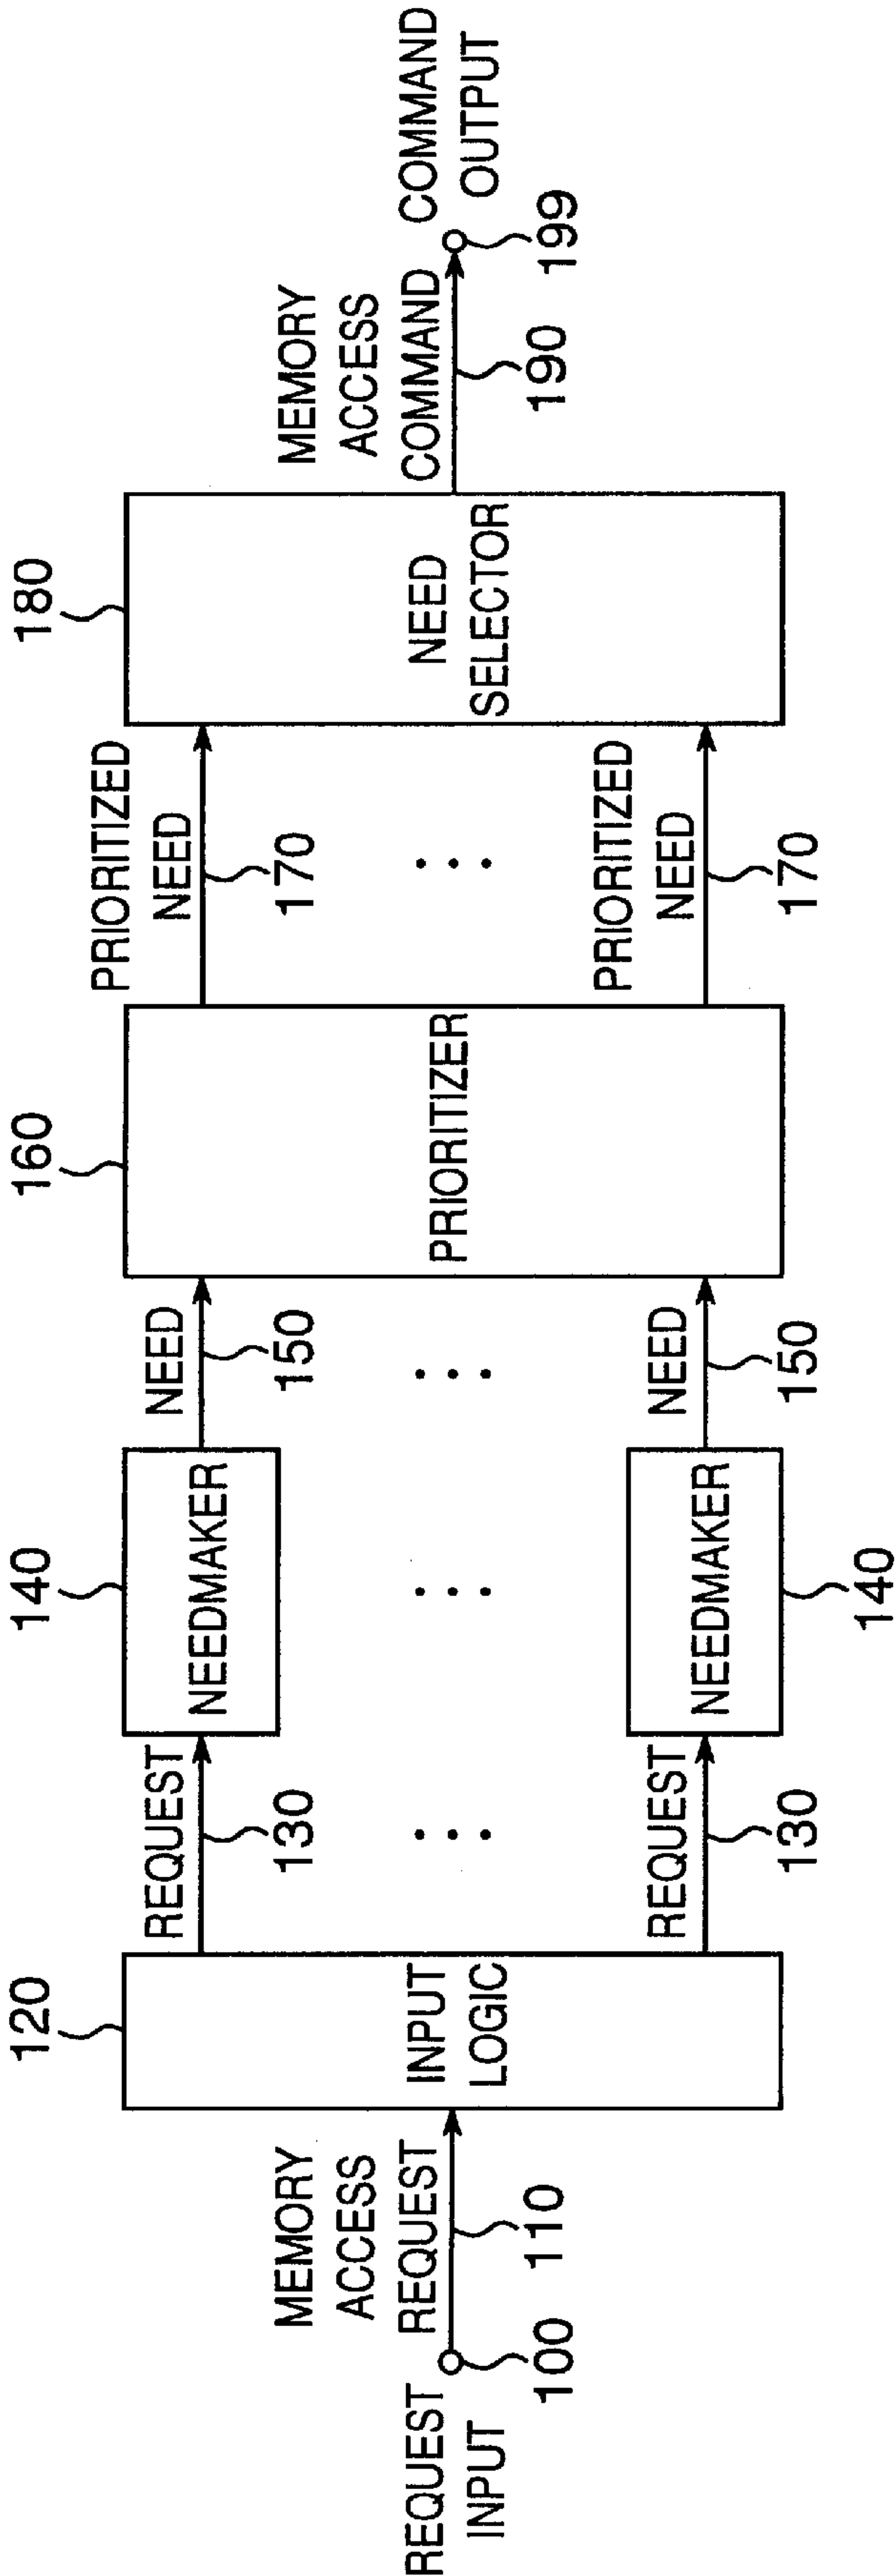 REQUEST
INPUT
100
MEMORY
ACCESS
REQUEST
110
120
INPUT
LOGIC
REQUEST
130
REQUEST
130
140
NEEDMAKER
NEEDMAKER
140
NEED
150
NEED
150
160
PRIORITIZER
PRIORITIZED
NEED
170
PRIORITIZED
NEED
170
180
NEED
SELECTOR
MEMORY
ACCESS
COMMAND
190
COMMAND
OUTPUT
199